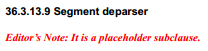 36.3.13.9 Segment deparser
Editor's Note: It is a placeholder subclause.